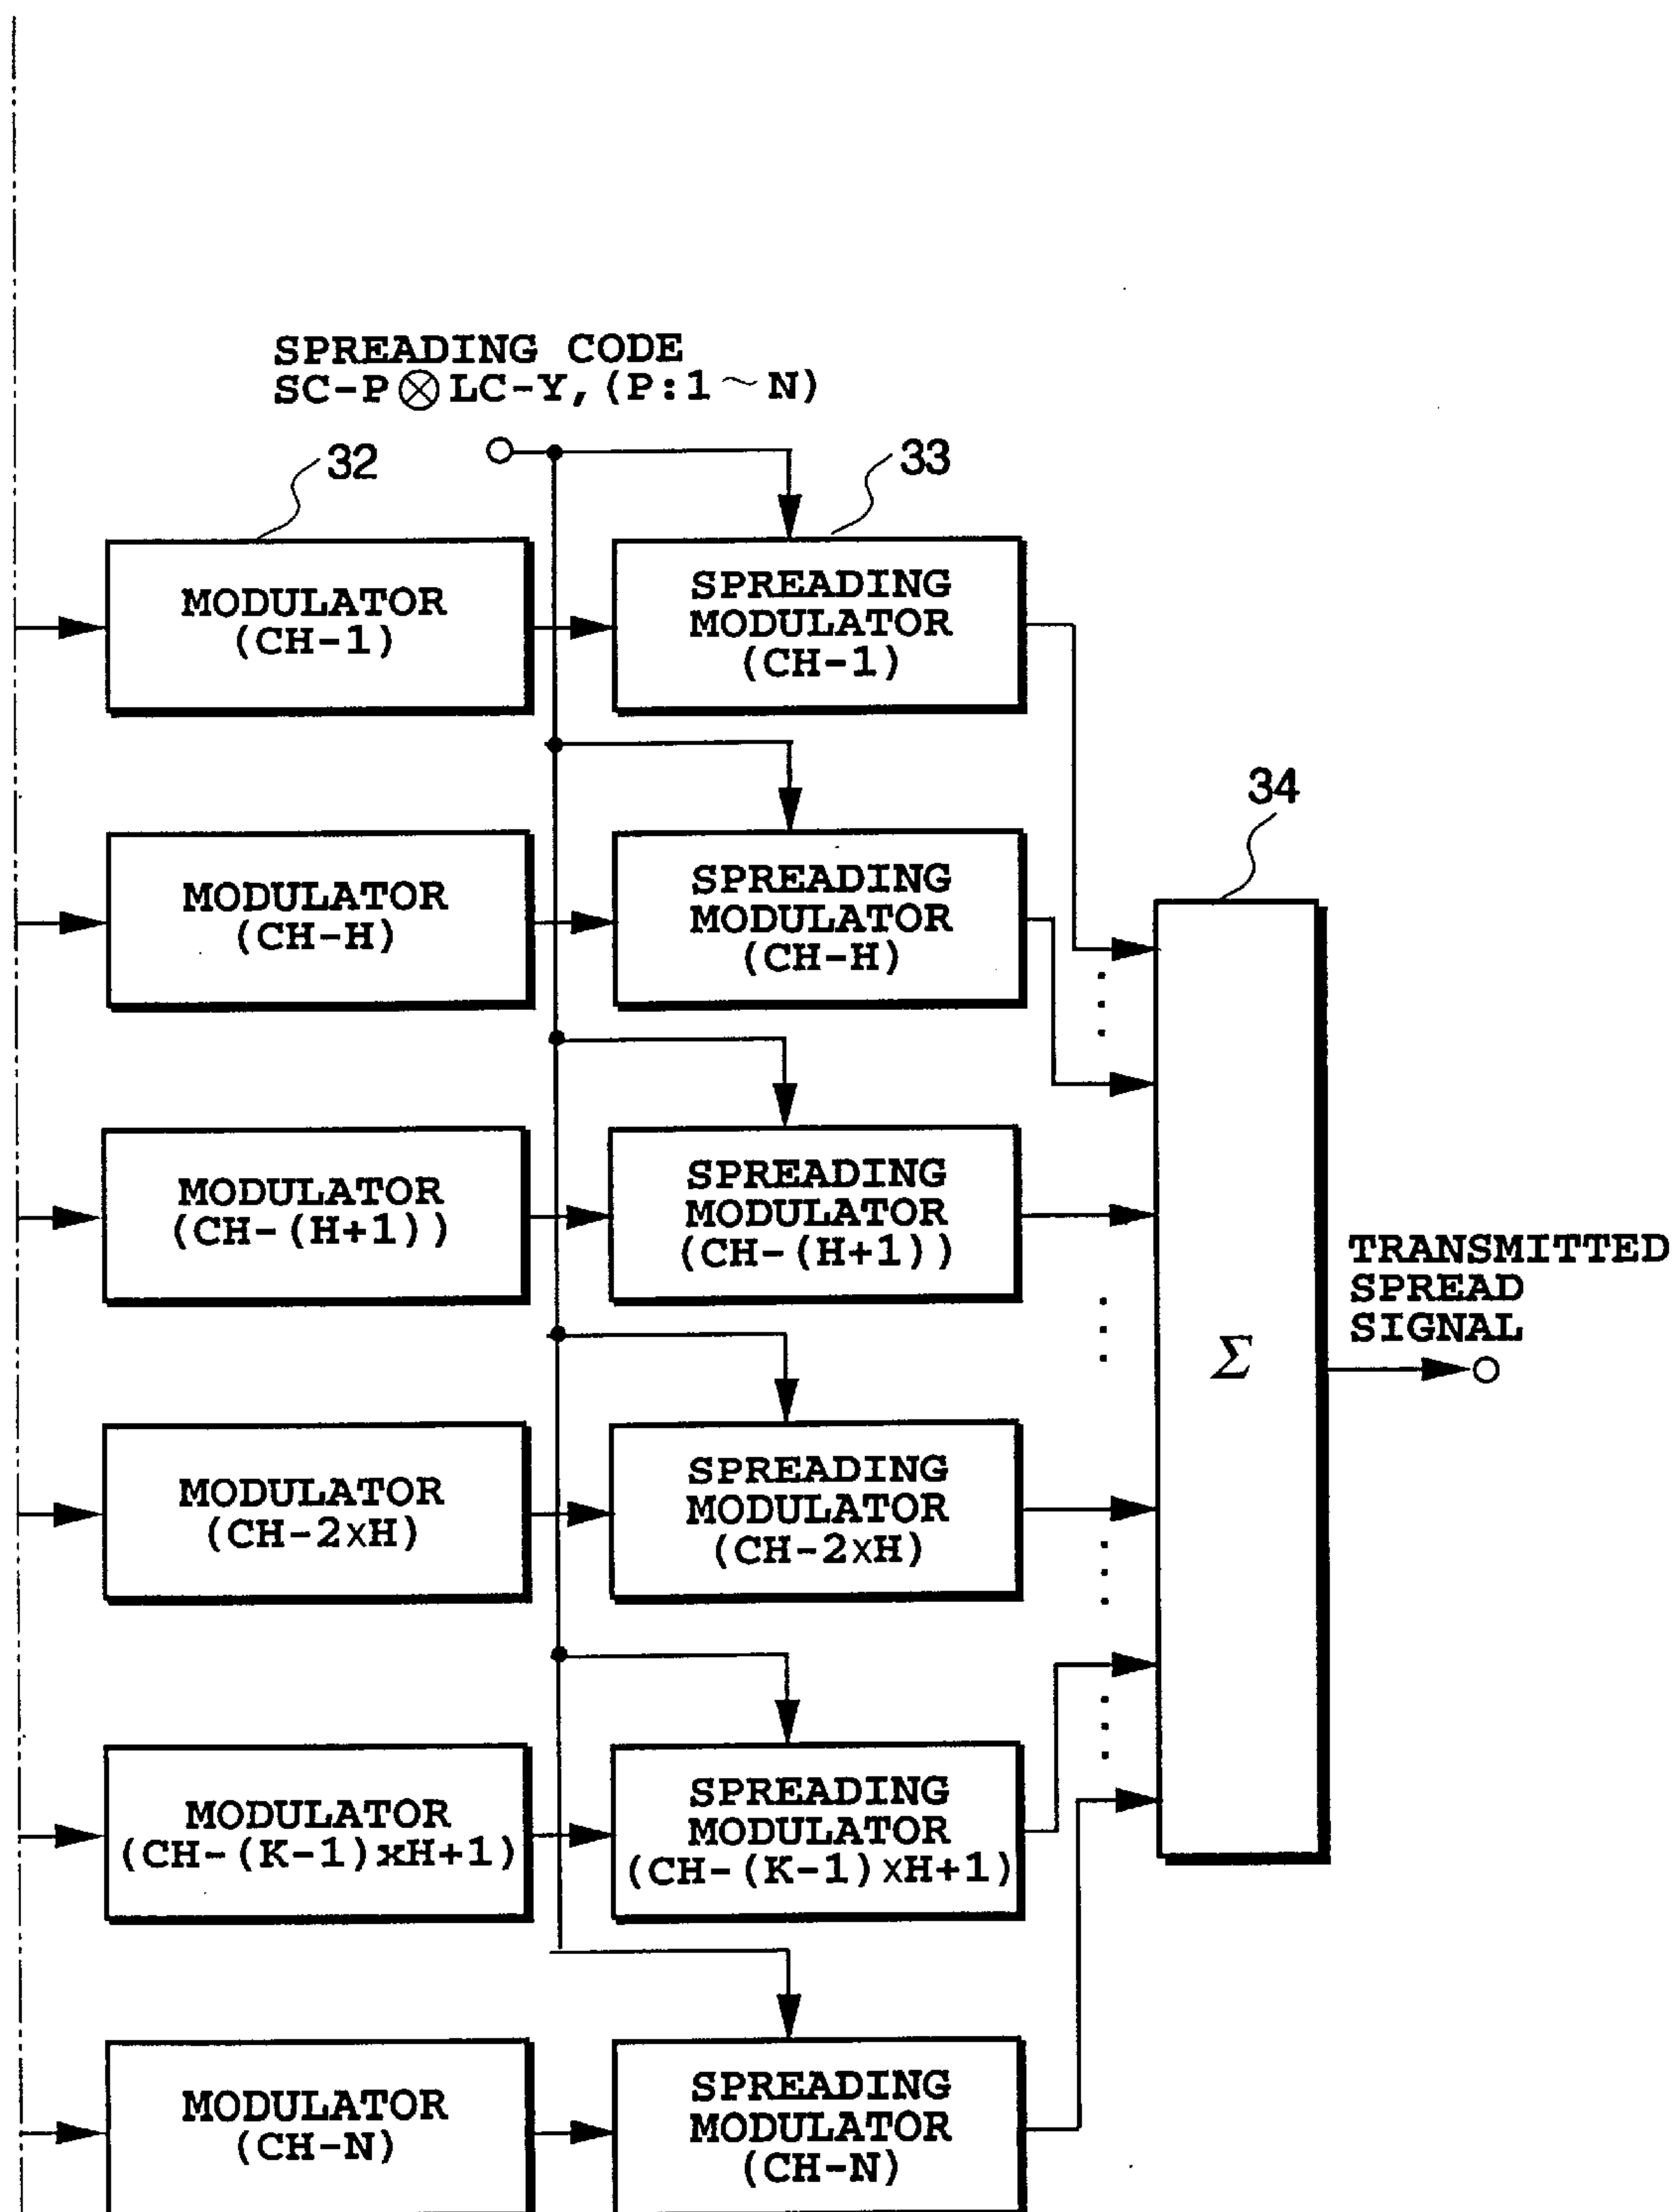 SPREADING CODE
SC-P⊗LC-Y,(P:1~N)
32
33
MODULATOR
(CH-1)
SPREADING
MODULATOR
(CH-1)
34
MODULATOR
(CH-H)
SPREADING
MODULATOR
(CH-H)
MODULATOR
(CH-(H+1))
SPREADING
MODULATOR
(CH-(H+1))
TRANSMITTED
SPREAD
SIGNAL
Σ
MODULATOR
(CH-2xH)
SPREADING
MODULATOR
(CH-2xH)
MODULATOR
(CH-(K-1)xH+1)
SPREADING
MODULATOR
(CH-(K-1)xH+1)
MODULATOR
(CH-N)
SPREADING
MODULATOR
(CH-N)